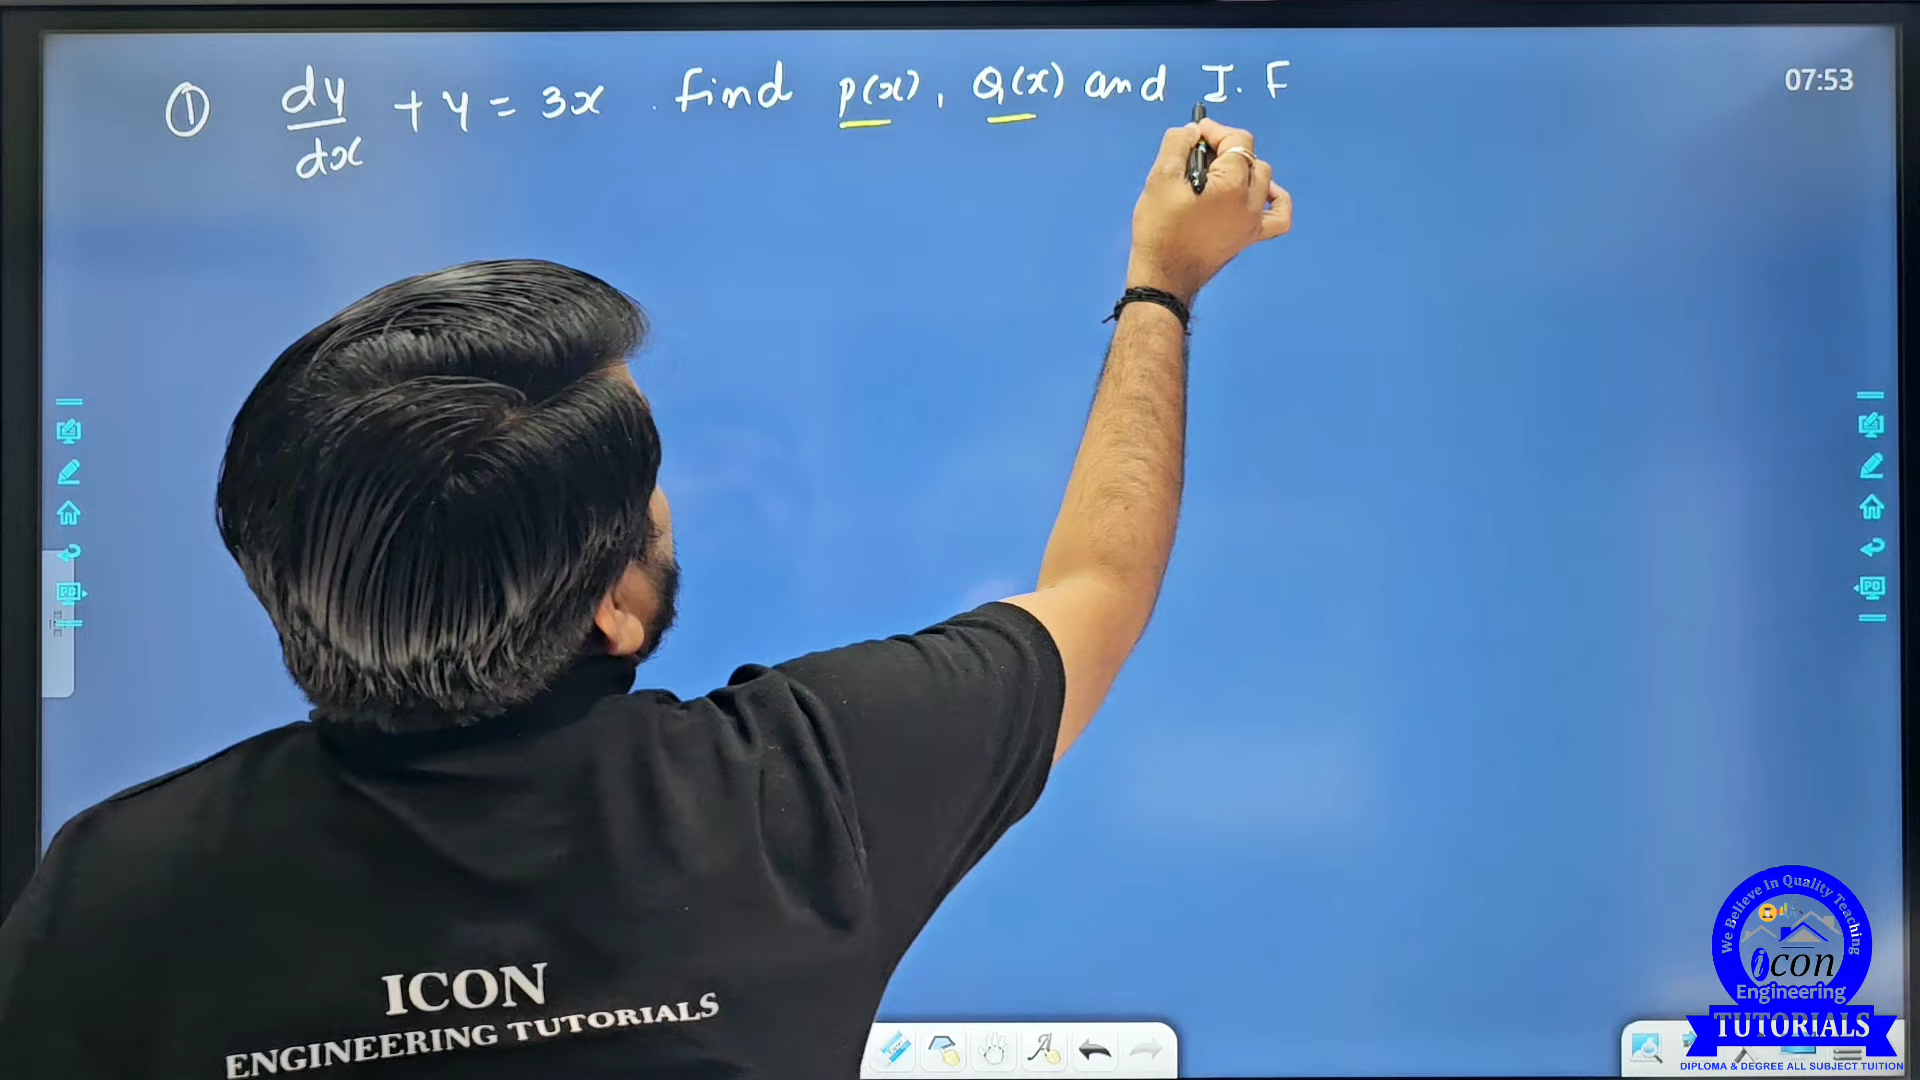 ① dy/dx + y = 3x . find p(x), Q(x) and I.F
07:53
ICON
ENGINEERING TUTORIALS
We Believe In Quality Teaching
icon
Engineering
TUTORIALS
DIPLOMA & DEGREE ALL SUBJECT TUITION